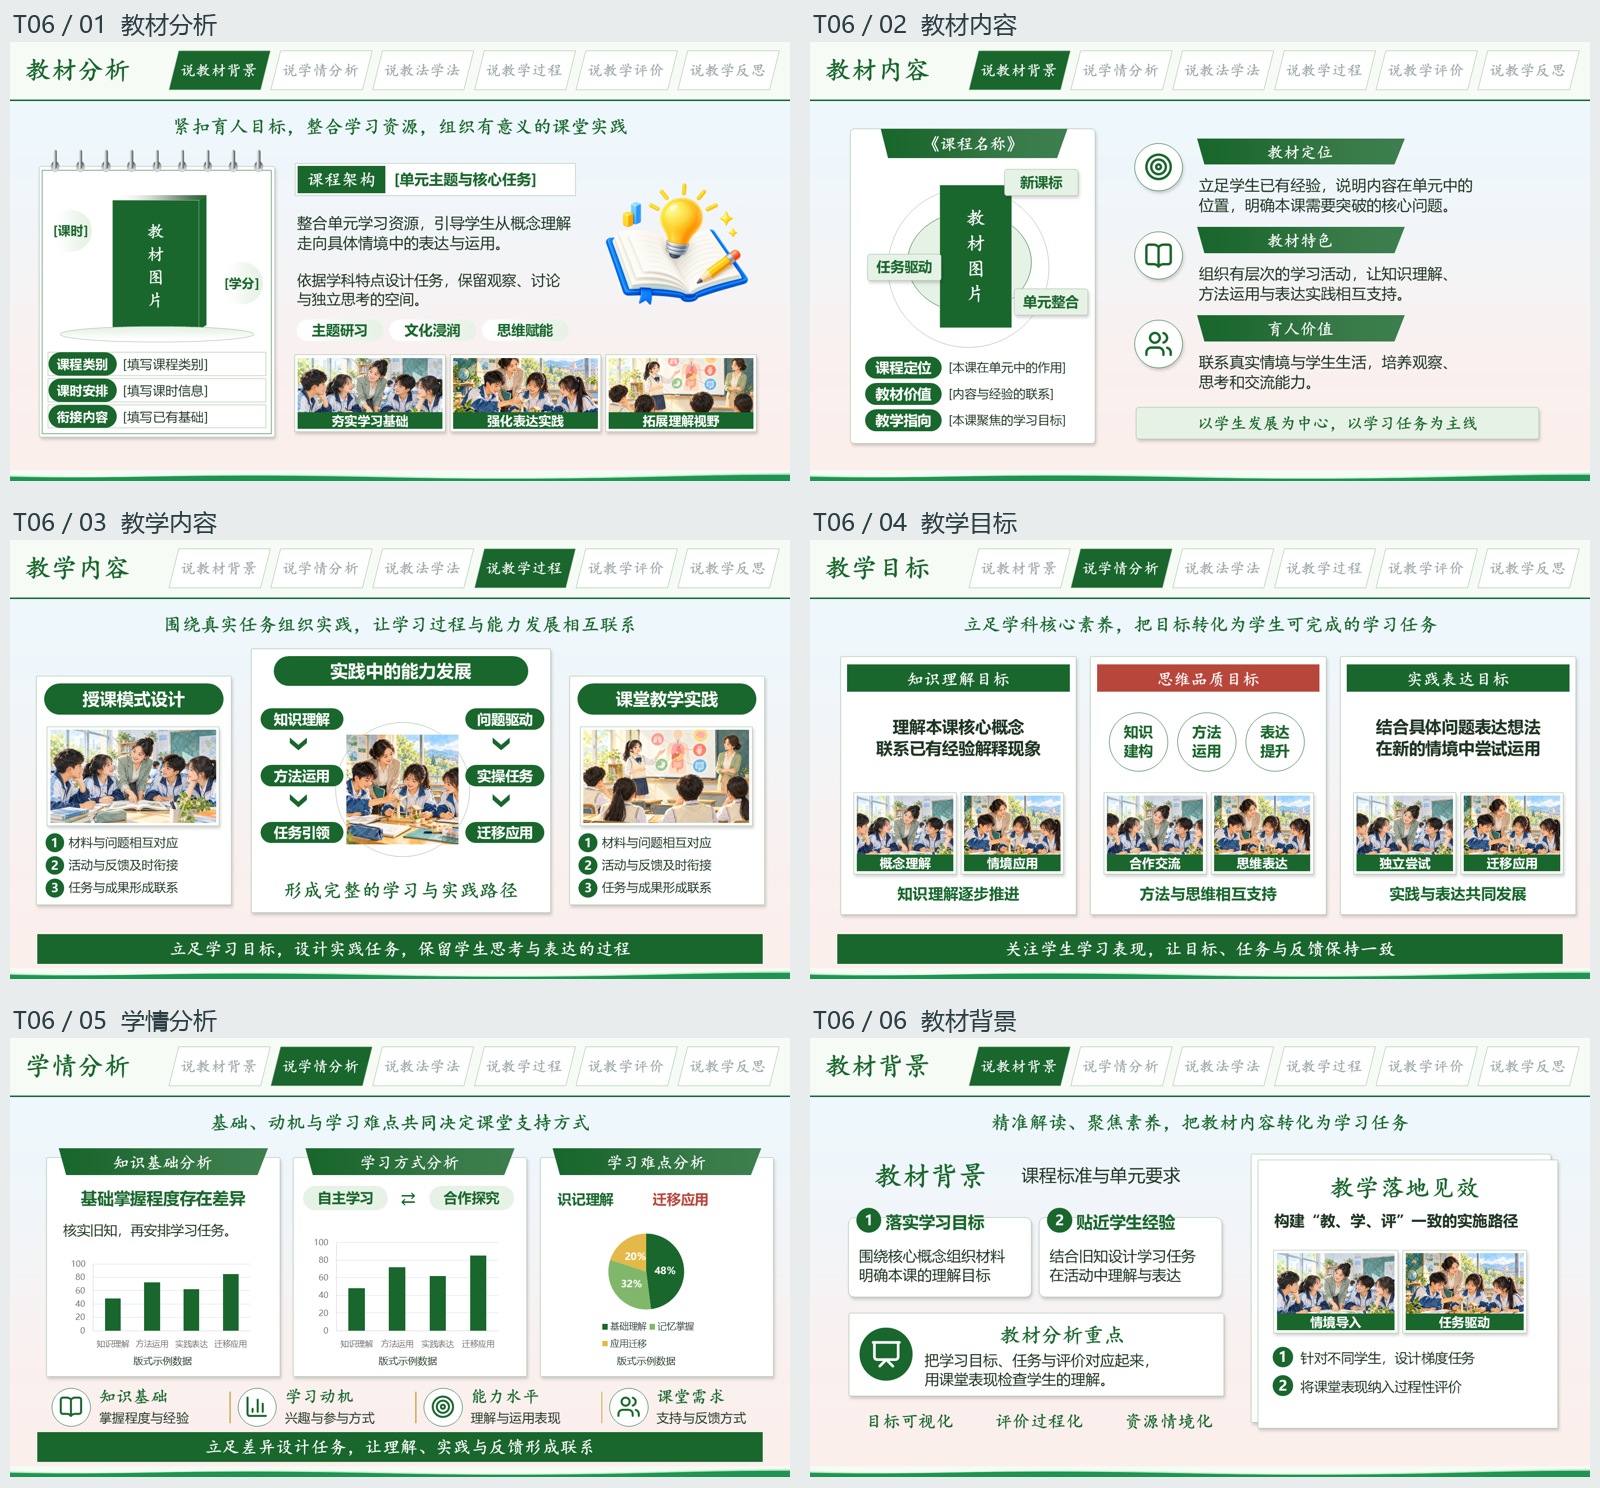 T06 / 01 教材分析
教材分析
说教材背景 说学情分析 说教法学法 说教学过程 说教学评价 说教学反思
紧扣育人目标，整合学习资源，组织有意义的课堂实践
[课时]
教材图片
[学分]
课程类别 [填写课程类别]
课时安排 [填写课时信息]
衔接内容 [填写已有基础]
课程架构 [单元主题与核心任务]
整合单元学习资源，引导学生从概念理解
走向具体情境中的表达与运用。
依据学科特点设计任务，保留观察、讨论
与独立思考的空间。
主题研习 文化浸润 思维赋能
夯实学习基础 强化表达实践 拓展理解视野
T06 / 02 教材内容
教材内容
说教材背景 说学情分析 说教法学法 说教学过程 说教学评价 说教学反思
《课程名称》
新课标
教材图片
任务驱动
单元整合
课程定位 [本课在单元中的作用]
教材价值 [内容与经验的联系]
教学指向 [本课聚焦的学习目标]
教材定位
立足学生已有经验，说明内容在单元中的
位置，明确本课需要突破的核心问题。
教材特色
组织有层次的学习活动，让知识理解、
方法运用与表达实践相互支持。
育人价值
联系真实情境与学生生活，培养观察、
思考和交流能力。
以学生发展为中心，以学习任务为主线
T06 / 03 教学内容
教学内容
说教材背景 说学情分析 说教法学法 说教学过程 说教学评价 说教学反思
围绕真实任务组织实践，让学习过程与能力发展相互联系
授课模式设计
1 材料与问题相互对应
2 活动与反馈及时衔接
3 任务与成果形成联系
实践中的能力发展
知识理解 问题驱动
方法运用 实操任务
任务引领 迁移应用
形成完整的学习与实践路径
课堂教学实践
1 材料与问题相互对应
2 活动与反馈及时衔接
3 任务与成果形成联系
立足学习目标，设计实践任务，保留学生思考与表达的过程
T06 / 04 教学目标
教学目标
说教材背景 说学情分析 说教法学法 说教学过程 说教学评价 说教学反思
立足学科核心素养，把目标转化为学生可完成的学习任务
知识理解目标
理解本课核心概念
联系已有经验解释现象
概念理解 情境应用
知识理解逐步推进
思维品质目标
知识建构 方法运用 表达提升
合作交流 思维表达
方法与思维相互支持
实践表达目标
结合具体问题表达想法
在新的情境中尝试运用
独立尝试 迁移应用
实践与表达共同发展
关注学生学习表现，让目标、任务与反馈保持一致
T06 / 05 学情分析
学情分析
说教材背景 说学情分析 说教法学法 说教学过程 说教学评价 说教学反思
基础、动机与学习难点共同决定课堂支持方式
知识基础分析
基础掌握程度存在差异
核实旧知，再安排学习任务。
100
80
60
40
20
0
知识理解 方法运用 实践表达 迁移应用
版式示例数据
学习方式分析
自主学习 ⇄ 合作探究
100
80
60
40
20
0
知识理解 方法运用 实践表达 迁移应用
版式示例数据
学习难点分析
识记理解 迁移应用
20%
48%
32%
基础理解 记忆掌握
应用迁移
版式示例数据
知识基础
掌握程度与经验
学习动机
兴趣与参与方式
能力水平
理解与运用表现
课堂需求
支持与反馈方式
立足差异设计任务，让理解、实践与反馈形成联系
T06 / 06 教材背景
教材背景
说教材背景 说学情分析 说教法学法 说教学过程 说教学评价 说教学反思
精准解读、聚焦素养，把教材内容转化为学习任务
教材背景 课程标准与单元要求
1 落实学习目标
围绕核心概念组织材料
明确本课的理解目标
2 贴近学生经验
结合旧知设计学习任务
在活动中理解与表达
教材分析重点
把学习目标、任务与评价对应起来，
用课堂表现检查学生的理解。
目标可视化 评价过程化 资源情境化
教学落地见效
构建“教、学、评”一致的实施路径
情境导入 任务驱动
1 针对不同学生，设计梯度任务
2 将课堂表现纳入过程性评价